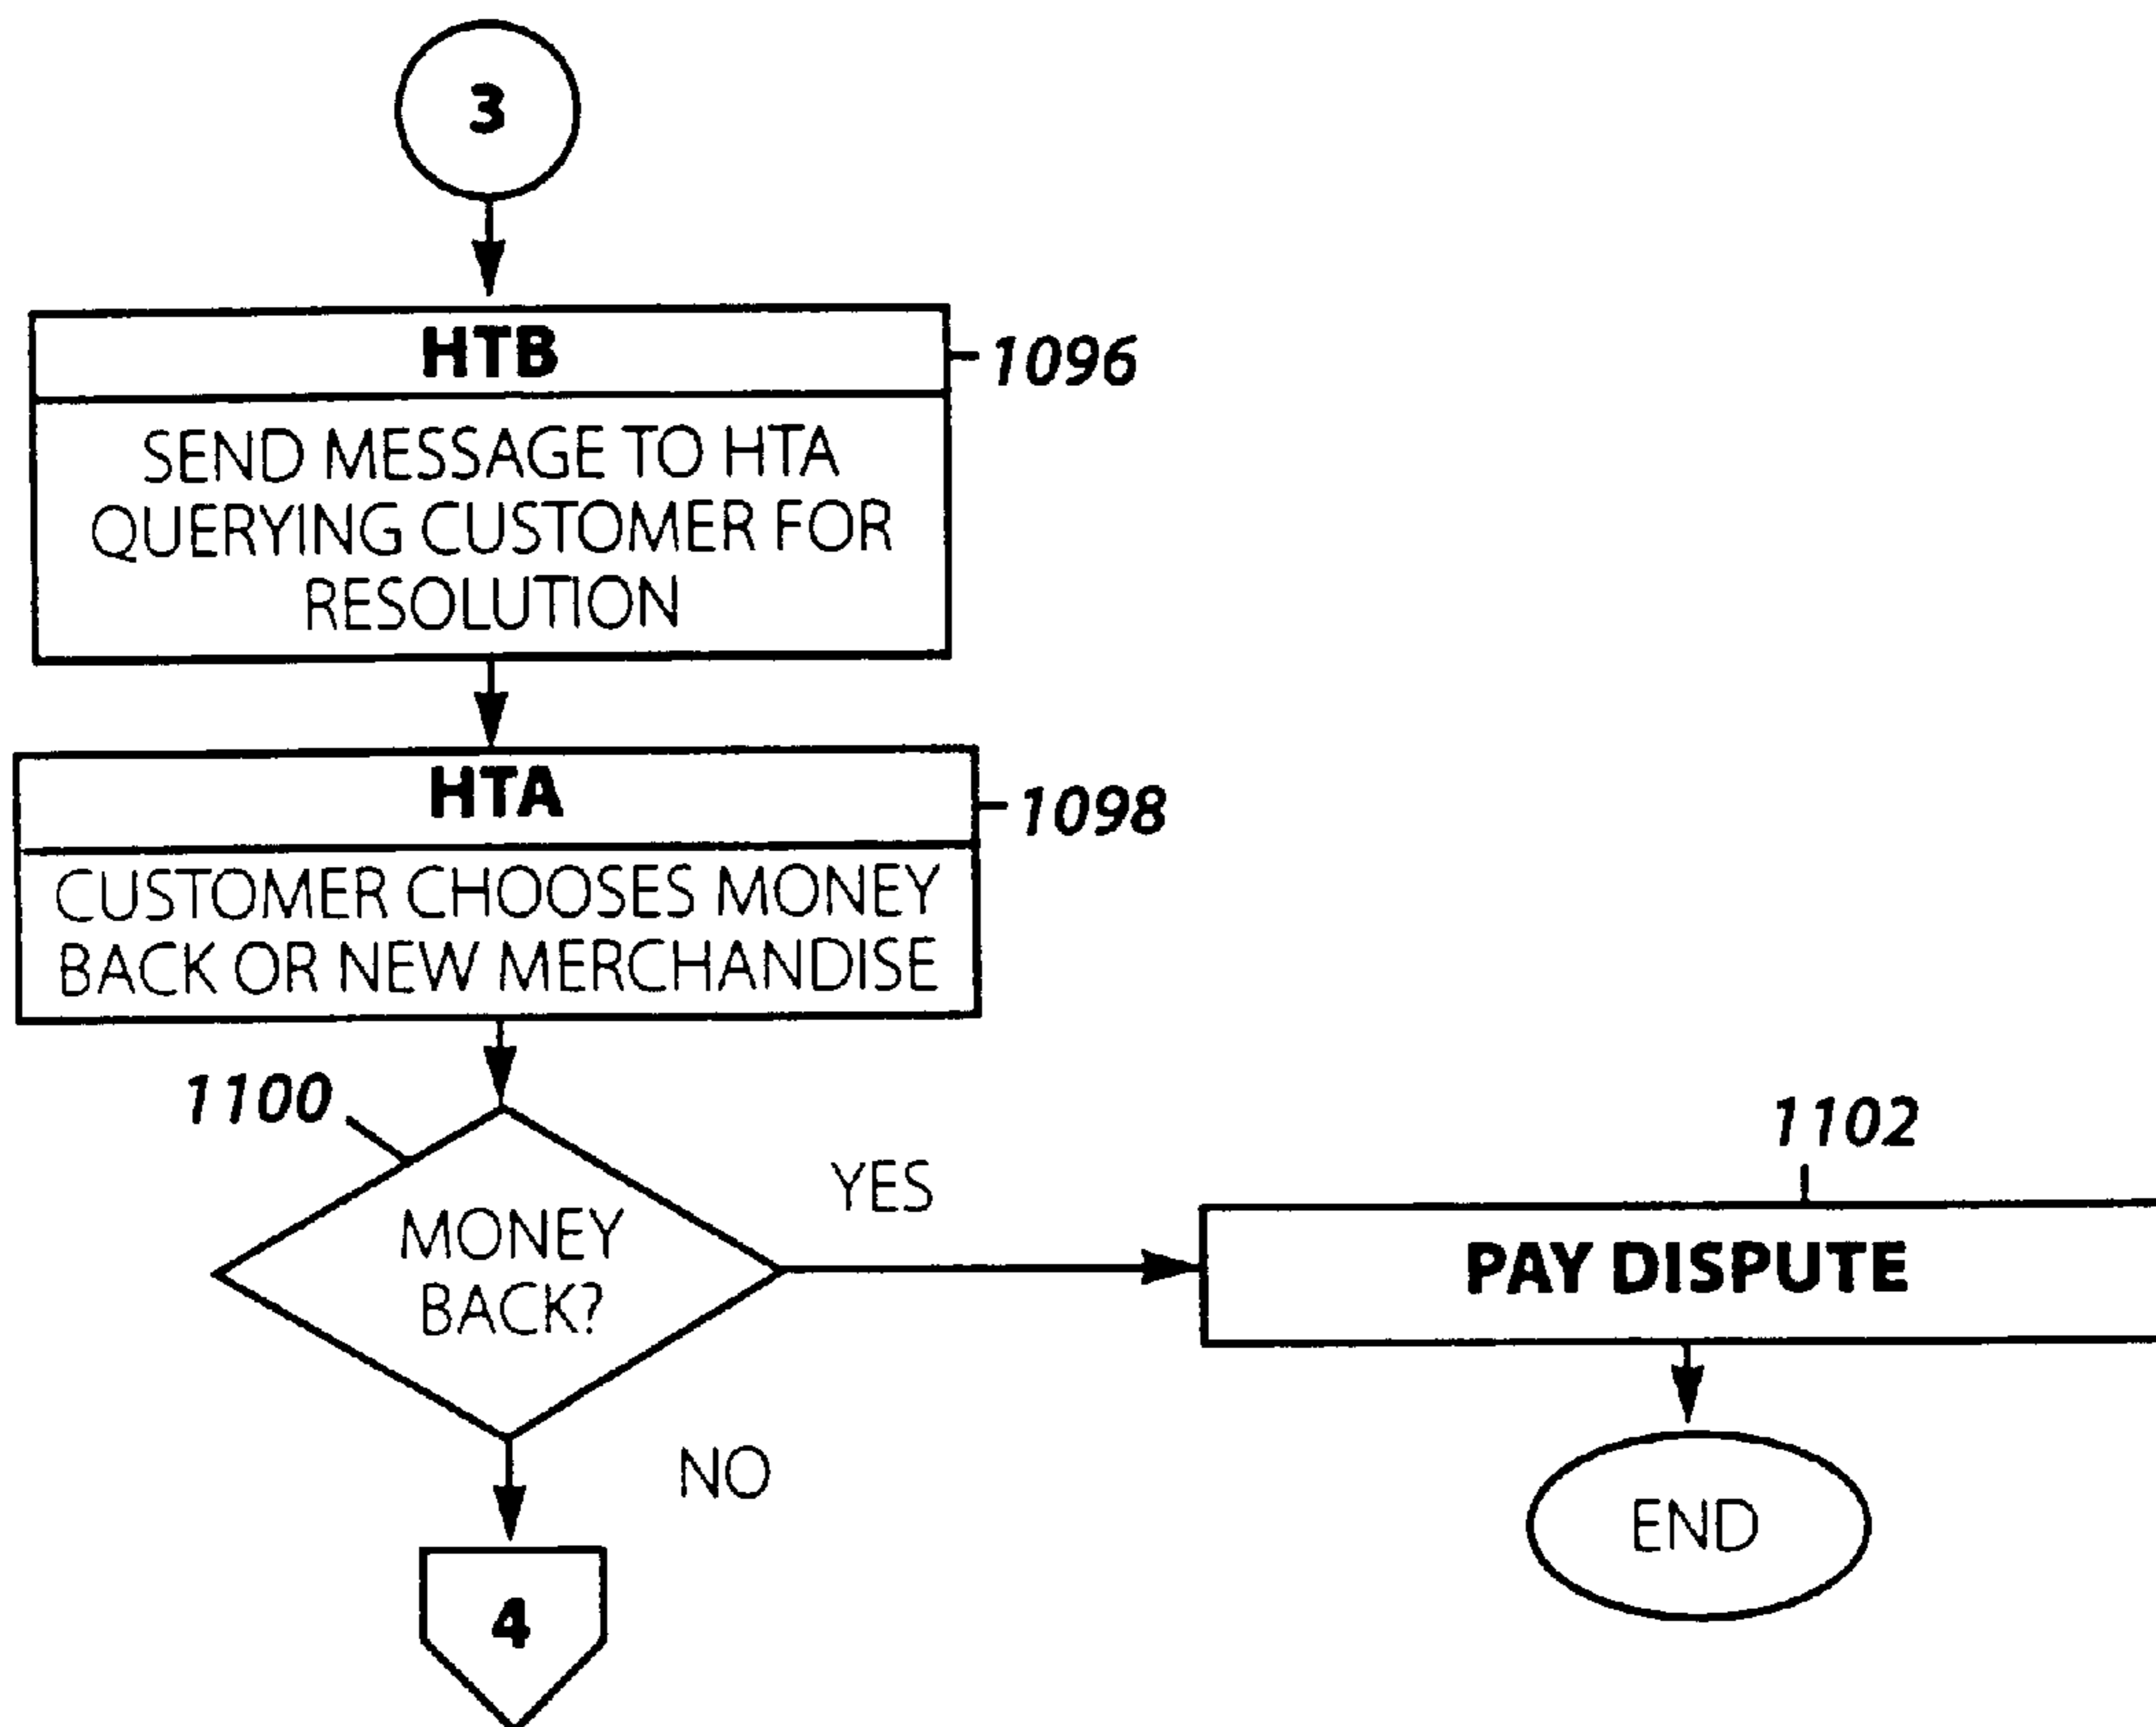 3
HTB
1096
SEND MESSAGE TO HTA
QUERYING CUSTOMER FOR
RESOLUTION
HTA
1098
CUSTOMER CHOOSES MONEY
BACK OR NEW MERCHANDISE
1100
MONEY
BACK?
YES
1102
PAY DISPUTE
NO
END
4